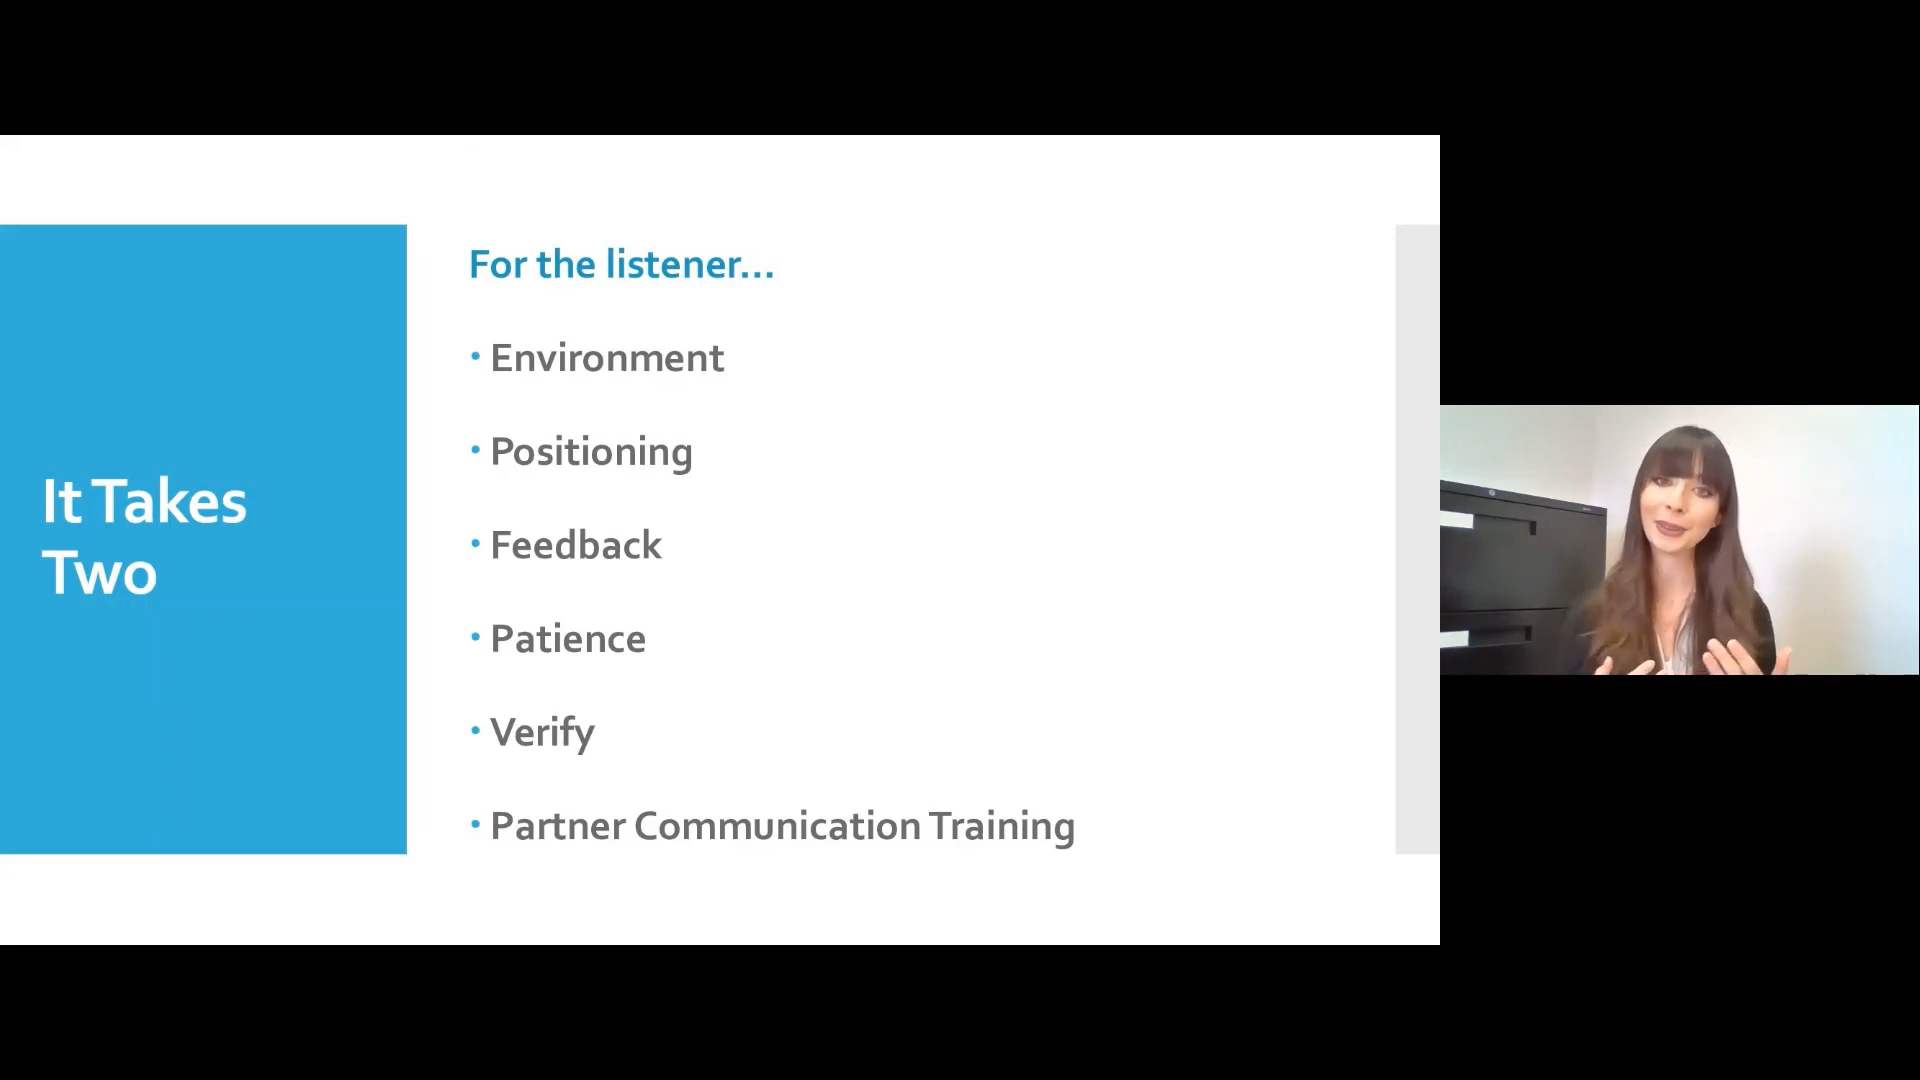 It Takes
Two
For the listener...
• Environment
• Positioning
• Feedback
• Patience
• Verify
• Partner Communication Training